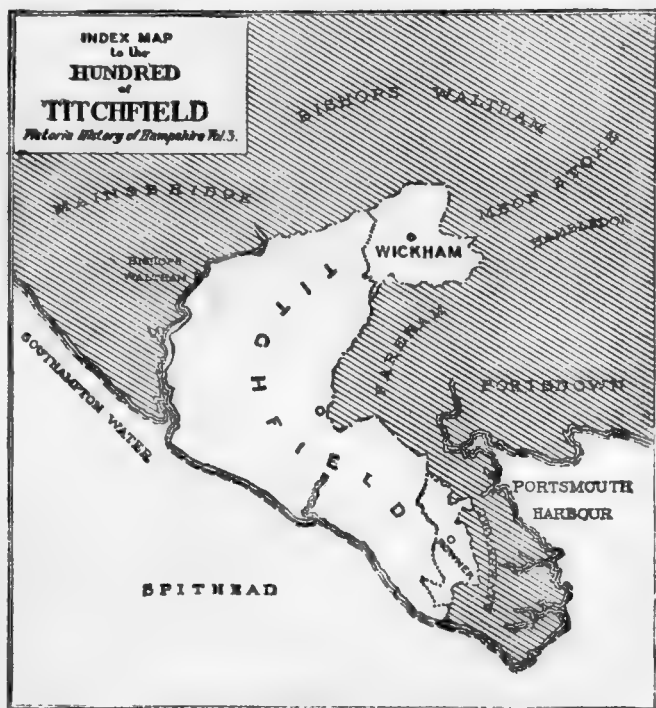 INDEX MAP
to the
HUNDRED
of
TITCHFIELD
Victoria History of Hampshire Vol.3.
BISHOPS WALTHAM
MAINSBRIDGE
MEON STOKE
HAMBLEDON
WICKHAM
BISHOPS
WALTHAM
TITCHFIELD
FAREHAM
SOUTHAMPTON WATER
PORTSDOWN
PORTSMOUTH
HARBOUR
ROWNER
SPITHEAD